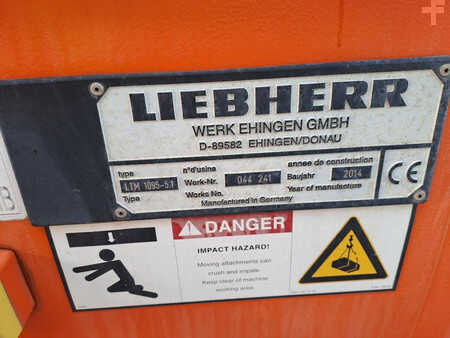 LIEBHERR
WERK EHINGEN GMBH
D-89582 EHINGEN/DONAU
type n°d'usine année de construction
Typ LTM 1095-5.1 Werk-Nr. 044 241 Baujahr 2014
Type Works No. Year of manufacture
Manufactured in Germany
CE
DANGER
IMPACT HAZARD!
Moving attachments can
crush and impale.
Keep clear of machine
working area.